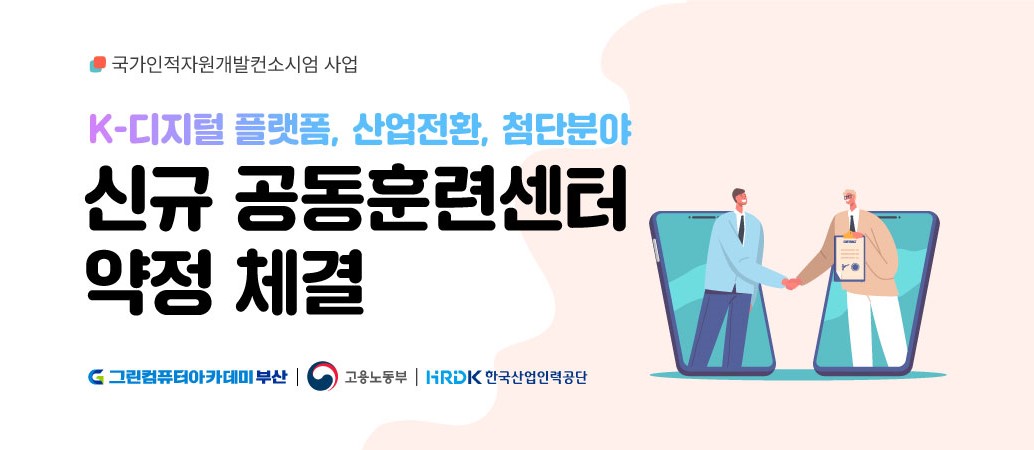 국가인적자원개발컨소시엄 사업
K-디지털 플랫폼, 산업전환, 첨단분야
신규 공동훈련센터
약정 체결
그린컴퓨터아카데미부산 | 고용노동부 | HRDK 한국산업인력공단